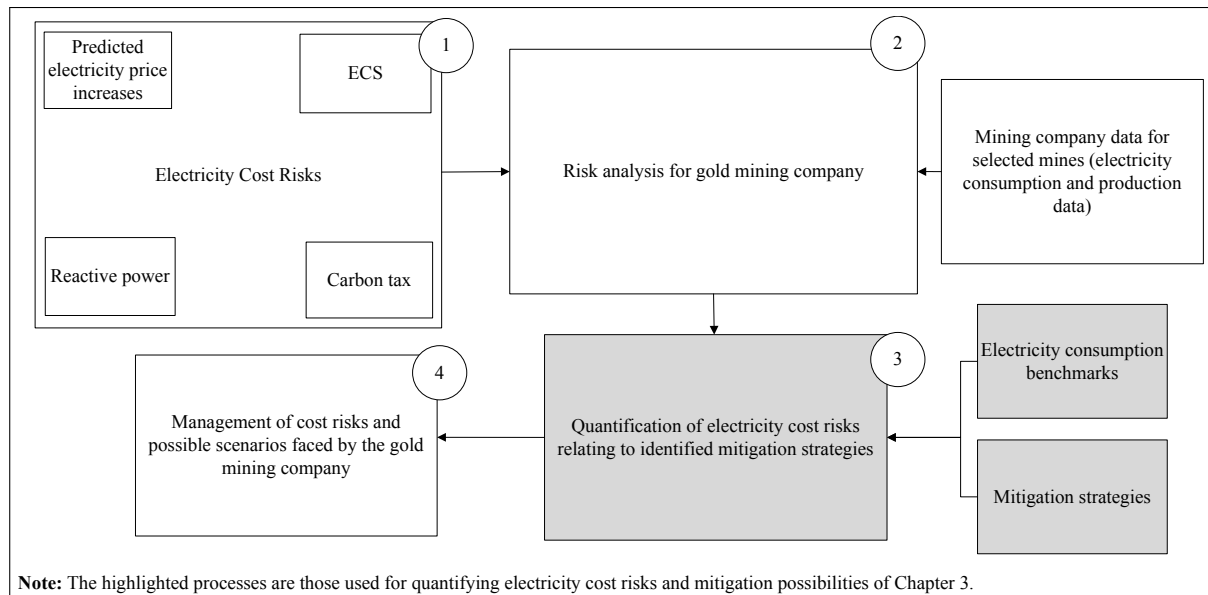 Predicted
electricity price
increases
1
ECS
Electricity Cost Risks
Reactive power
Carbon tax
2
Risk analysis for gold mining company
Mining company data for
selected mines (electricity
consumption and production
data)
3
Quantification of electricity cost risks
relating to identified mitigation strategies
Electricity consumption
benchmarks
Mitigation strategies
4
Management of cost risks and
possible scenarios faced by the gold
mining company
Note: The highlighted processes are those used for quantifying electricity cost risks and mitigation possibilities of Chapter 3.